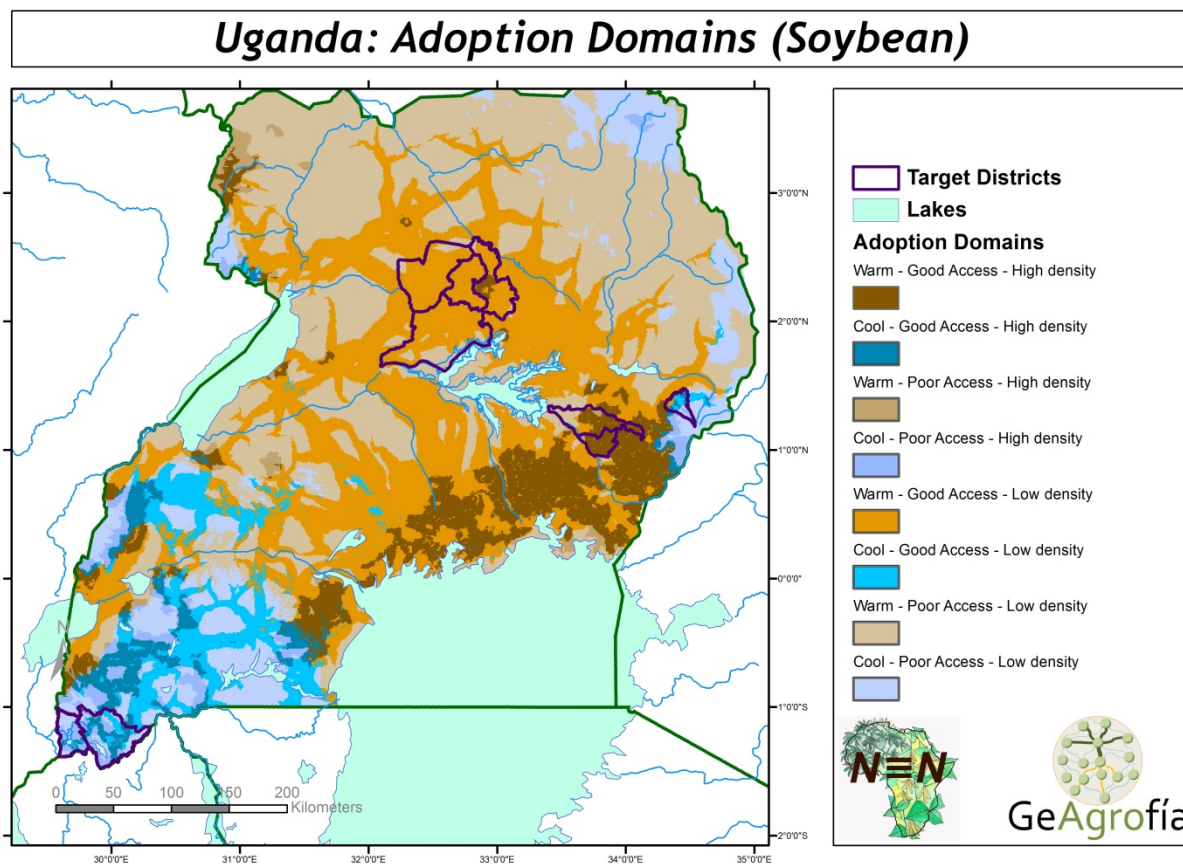 Uganda: Adoption Domains (Soybean)
3°0'0"N
2°0'0"N
1°0'0"N
0°0'0"
1°0'0"S
2°0'0"S
N
0 50 100 150 200
Kilometers
30°0'0"E 31°0'0"E 32°0'0"E 33°0'0"E 34°0'0"E 35°0'0"E
Target Districts
Lakes
Adoption Domains
Warm - Good Access - High density
Cool - Good Access - High density
Warm - Poor Access - High density
Cool - Poor Access - High density
Warm - Good Access - Low density
Cool - Good Access - Low density
Warm - Poor Access - Low density
Cool - Poor Access - Low density
N≡N
GeAgrofía